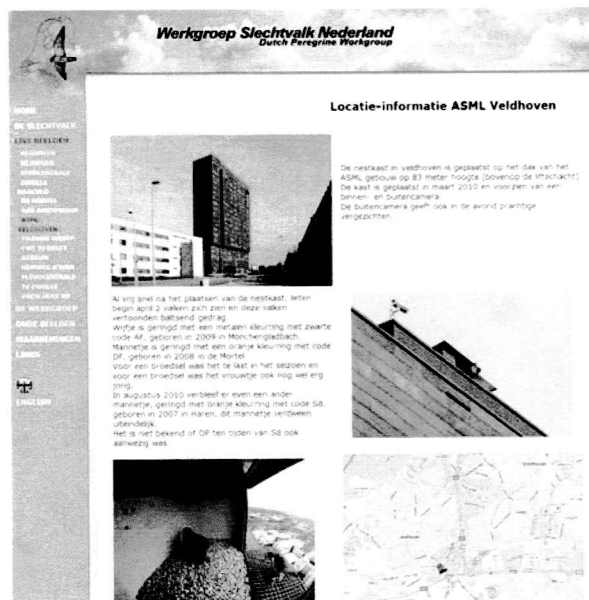 Werkgroep Slechtvalk Nederland
Dutch Peregrine Workgroup
HOME
DE SLECHTVALK
LIVE BEELDEN
DE MORTEL
ASML
VELDHOVEN
DE WERKGROEP
ONZE BEELDEN
WAARNEMINGEN
LINKS
ENGLISH
Locatie-informatie ASML Veldhoven
De nestkast in veldhoven is geplaatst op het dak van het
ASML gebouw op 83 meter hoogte (bovenop de liftschacht)
De kast is geplaatst in maart 2010 en voorzien van een
binnen- en buitencamera.
De buitencamera geeft ook in de avond prachtige
vergezichten.
Al vrij snel na het plaatsen van de nestkast, lieten
begin april 2 valken zich zien en deze valken
vertoonden baltsend gedrag.
Wijfje is geringd met een metalen kleurring met zwarte
code AF, geboren in 2009 in Monchengladbach.
Mannetje is geringd met een oranje kleurring met code
DF, geboren in 2008 in de Mortel.
Voor een broedsel was het te laat in het seizoen en
voor een broedsel was het vrouwtje ook nog wel erg
jong.
In augustus 2010 verbleef er even een ander
mannetje, geringd met oranje kleurring met code S8,
geboren in 2007 in Haren, dit mannetje verdween
uiteindelijk.
Het is niet bekend of DF ten tijden van S8 ook
aanwezig was.